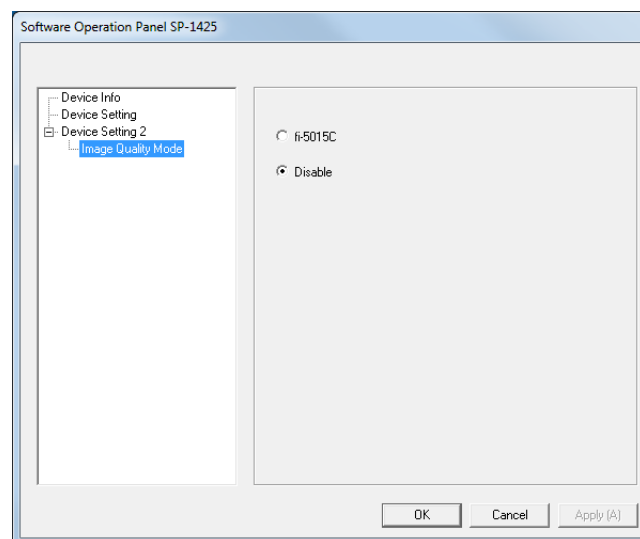 Software Operation Panel SP-1425
Device Info
Device Setting
Device Setting 2
Image Quality Mode
fi-5015C
Disable
OK
Cancel
Apply (A)